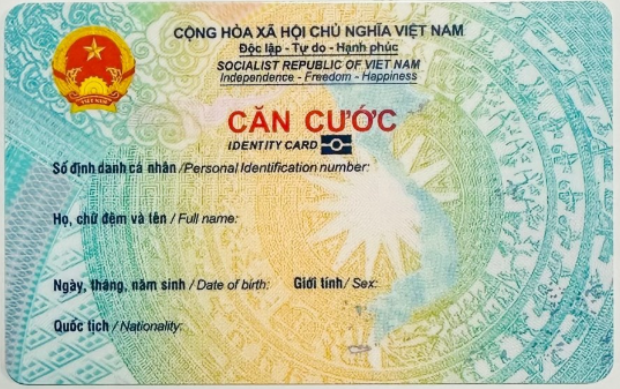 CỘNG HÒA XÃ HỘI CHỦ NGHĨA VIỆT NAM
Độc lập - Tự do - Hạnh phúc
SOCIALIST REPUBLIC OF VIET NAM
Independence - Freedom - Happiness
VIỆT NAM
CĂN CƯỚC
IDENTITY CARD
Số định danh cá nhân / Personal Identification number:
Họ, chữ đệm và tên / Full name:
Ngày, tháng, năm sinh / Date of birth: Giới tính / Sex:
Quốc tịch / Nationality: